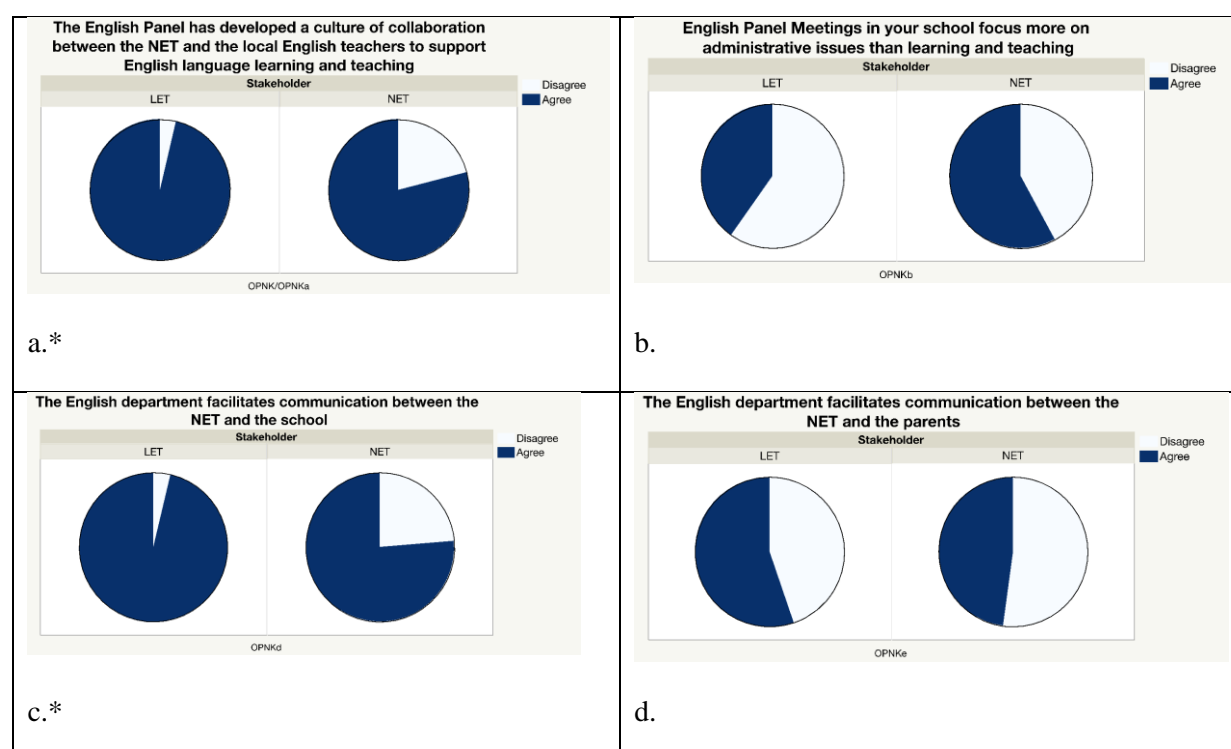 The English Panel has developed a culture of collaboration
between the NET and the local English teachers to support
English language learning and teaching
Stakeholder
Disagree
Agree
LET
NET
OPNK/OPNKa
a.*
English Panel Meetings in your school focus more on
administrative issues than learning and teaching
Stakeholder
Disagree
Agree
LET
NET
OPNKb
b.
The English department facilitates communication between the
NET and the school
Stakeholder
Disagree
Agree
LET
NET
OPNKd
c.*
The English department facilitates communication between the
NET and the parents
Stakeholder
Disagree
Agree
LET
NET
OPNKe
d.